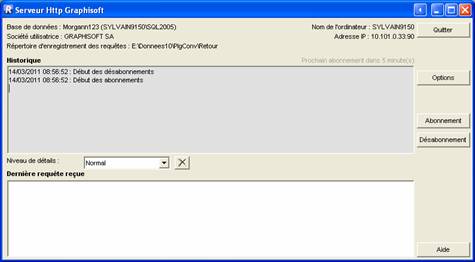 Serveur Http Graphisoft
Base de données : Morgann123 (SYLVAIN9150\SQL2005)
Nom de l'ordinateur : SYLVAIN9150
Quitter
Société utilisatrice : GRAPHISOFT SA
Adresse IP : 10.101.0.33:90
Répertoire d'enregistrement des requêtes : E:\Donnees10\PlgConv\Retour
Historique
Prochain abonnement dans 5 minute(s)
14/03/2011 08:56:52 : Début des désabonnements
14/03/2011 08:56:52 : Début des abonnements
Options
Abonnement
Désabonnement
Niveau de détails :
Normal
Dernière requête reçue
Aide